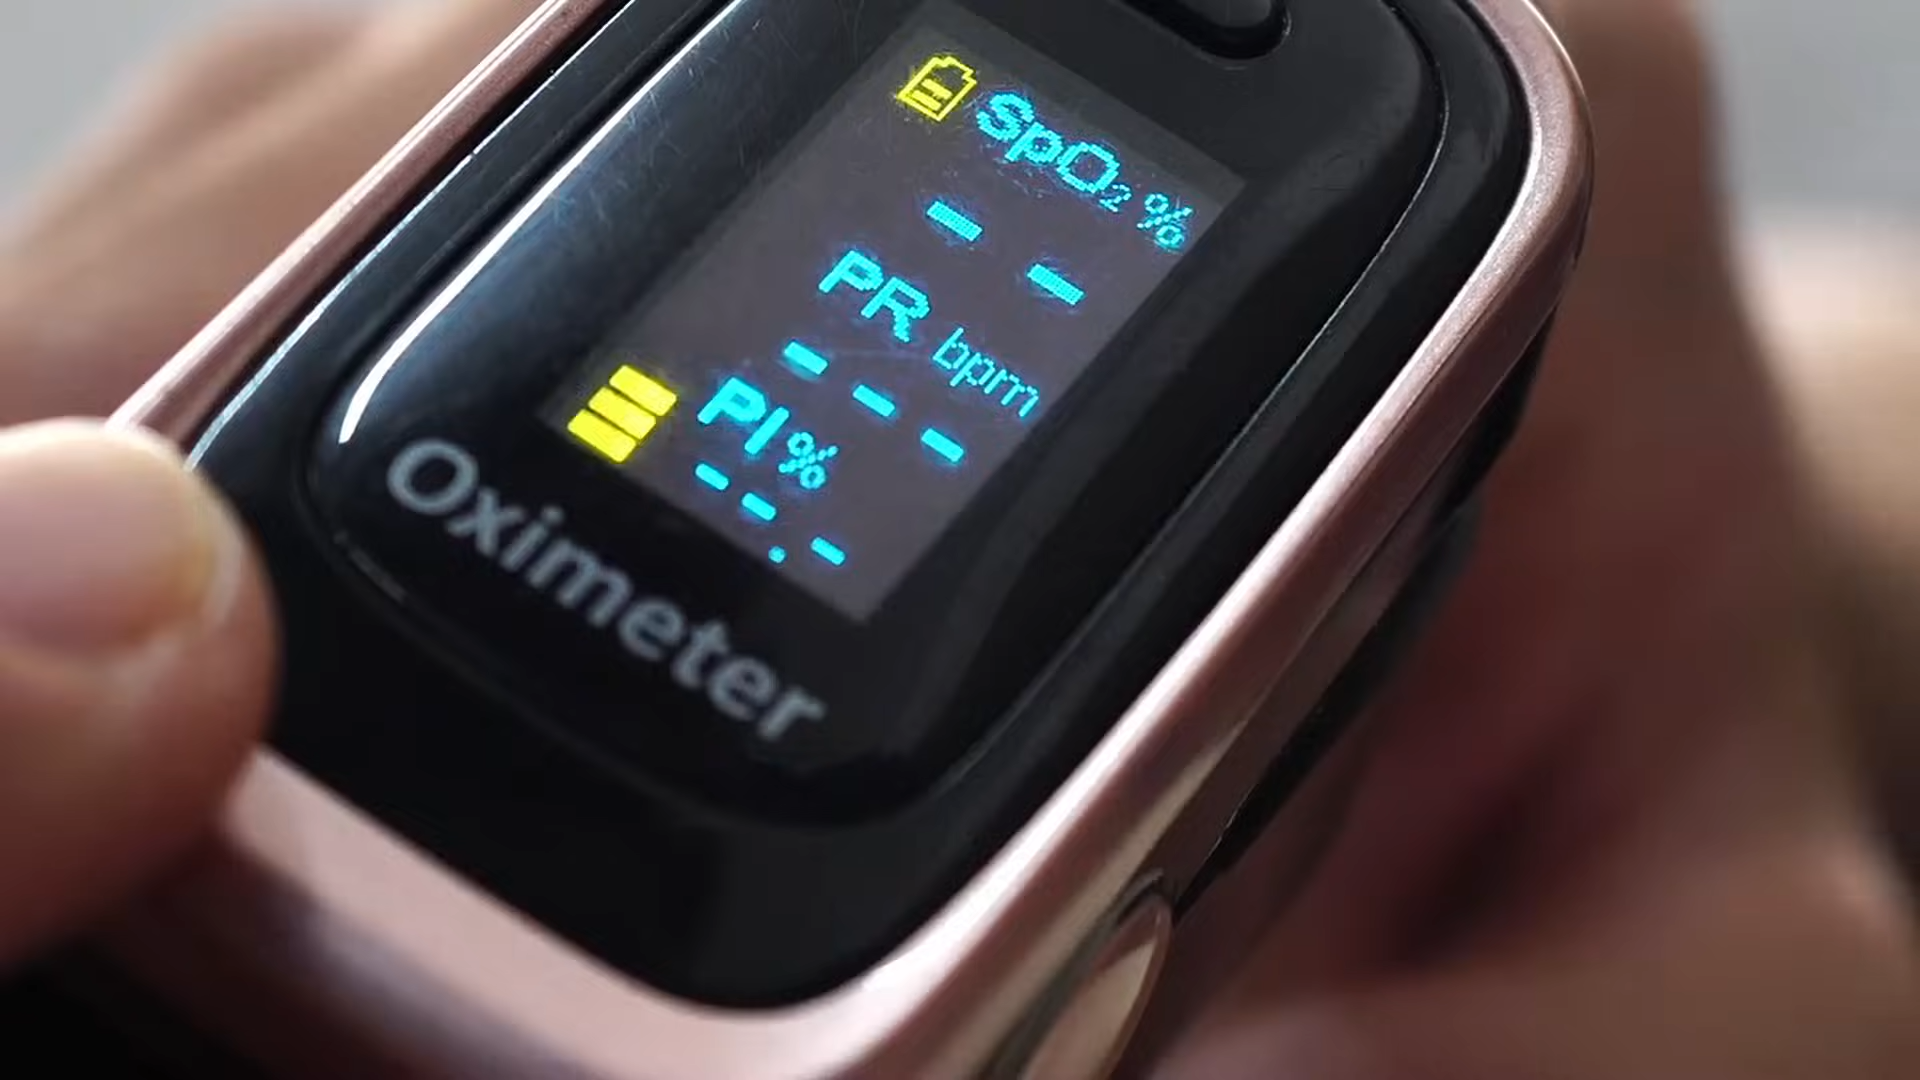 SpO₂ %
- -
PR bpm
- - -
PI %
- - . -
Oximeter